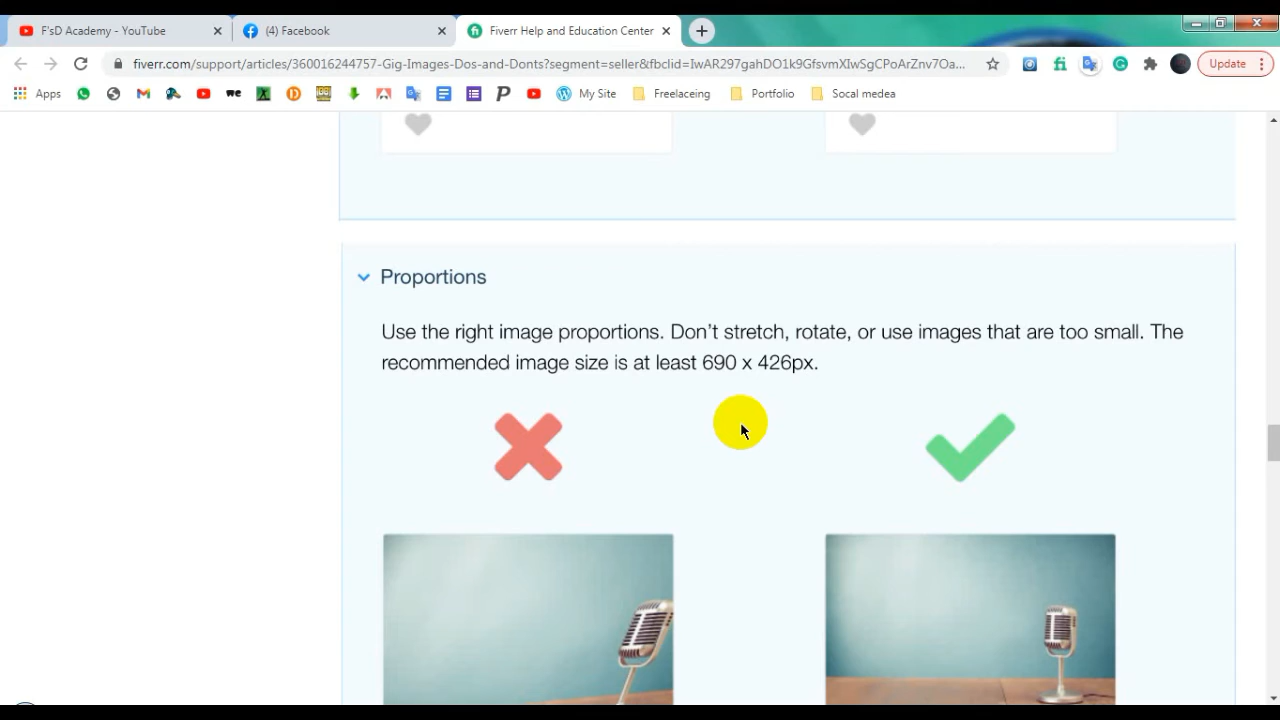 F'sD Academy - YouTube
(4) Facebook
Fiverr Help and Education Center
fiverr.com/support/articles/360016244757-Gig-Images-Dos-and-Donts?segment=seller&fbclid=IwAR297gahDO1k9GfsvmXIwSgCPoArZnv7Oa...
Update
Apps
My Site
Freelaceing
Portfolio
Socal medea
Proportions
Use the right image proportions. Don't stretch, rotate, or use images that are too small. The
recommended image size is at least 690 x 426px.